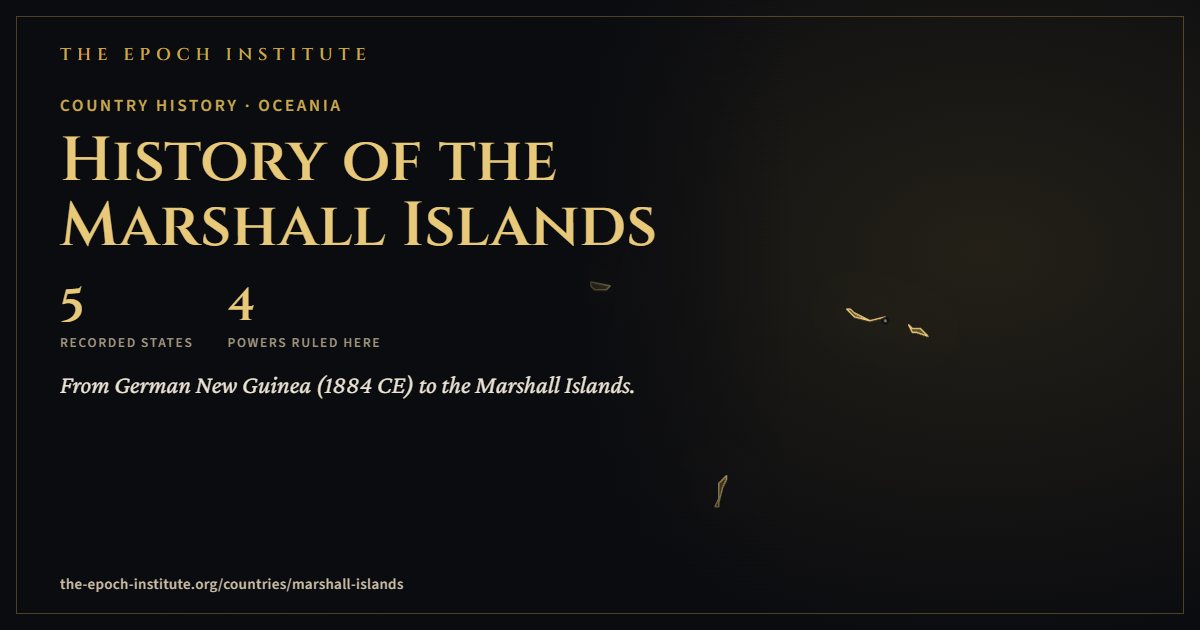 THE EPOCH INSTITUTE
COUNTRY HISTORY · OCEANIA
HISTORY OF THE
MARSHALL ISLANDS
5 4
RECORDED STATES POWERS RULED HERE
From German New Guinea (1884 CE) to the Marshall Islands.
the-epoch-institute.org/countries/marshall-islands